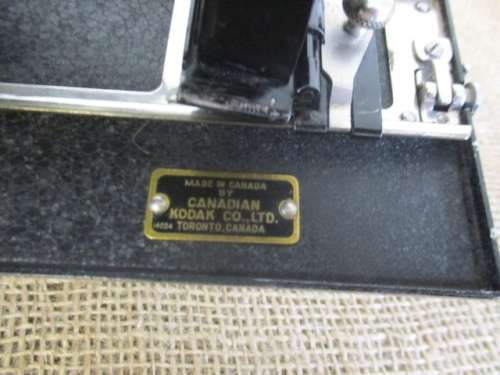 MADE IN CANADA
BY
CANADIAN
KODAK CO., LTD.
TORONTO, CANADA